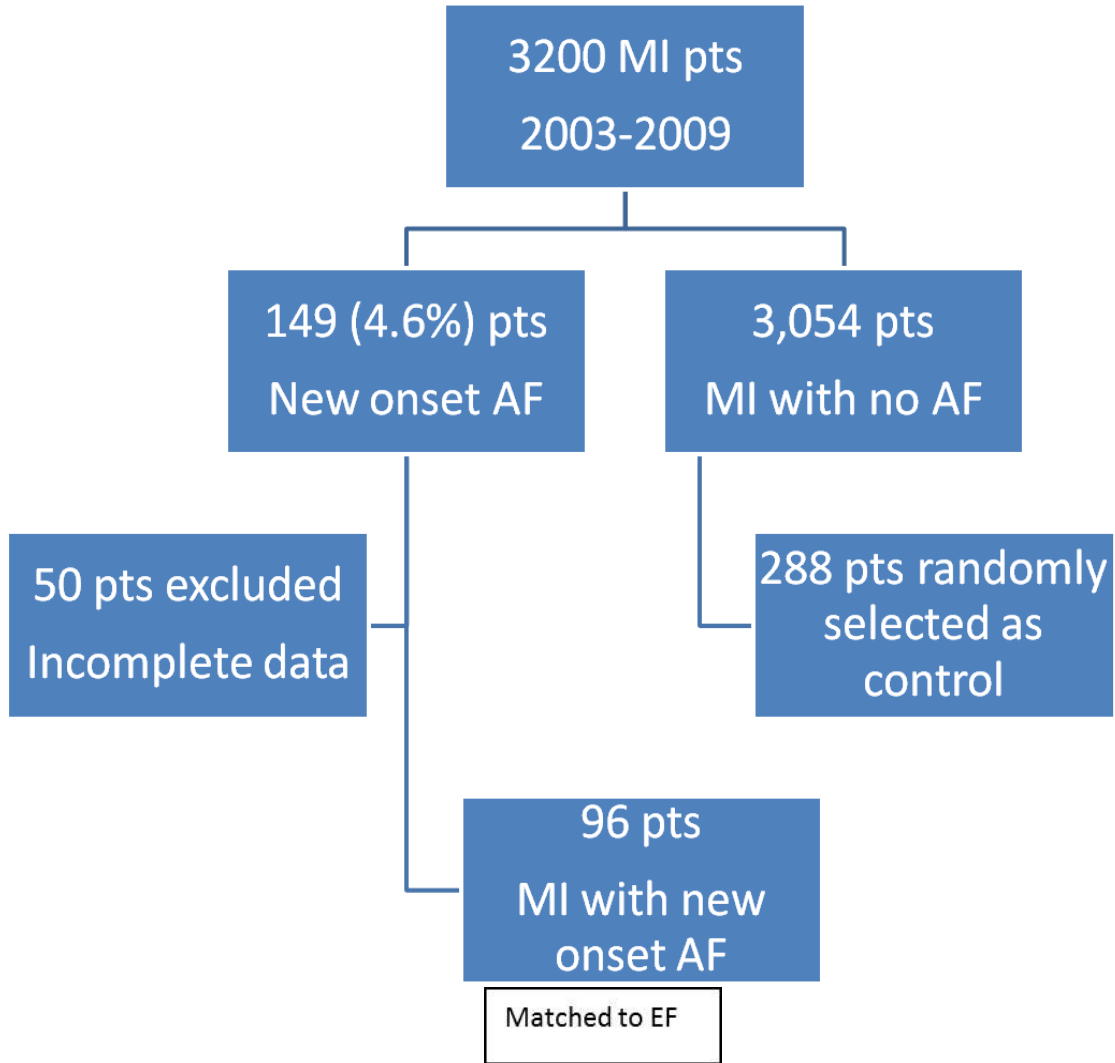 3200 MI pts
2003-2009
149 (4.6%) pts
New onset AF
3,054 pts
MI with no AF
50 pts excluded
Incomplete data
288 pts randomly
selected as
control
96 pts
MI with new
onset AF
Matched to EF